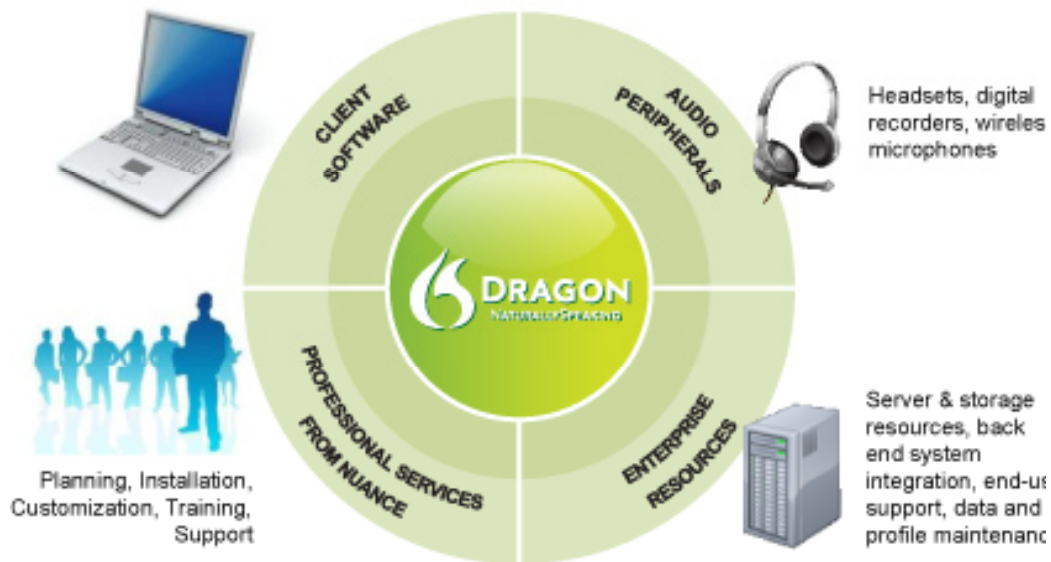 CLIENT
SOFTWARE
AUDIO
PERIPHERALS
Headsets, digital
recorders, wireles
microphones
DRAGON
NATURALLYSPEAKING
PROFESSIONAL SERVICES
FROM NUANCE
ENTERPRISE
RESOURCES
Planning, Installation,
Customization, Training,
Support
Server & storage
resources, back
end system
integration, end-us
support, data and
profile maintenanc